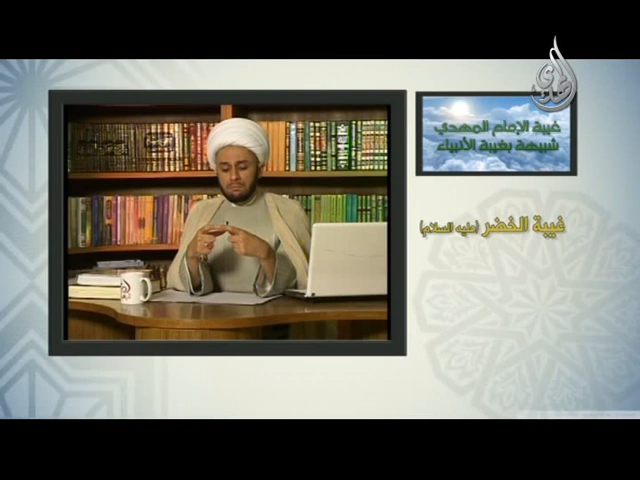 غيبة الإمام المهدي
شبيهة بغيبة الأنبياء
غيبة الخضر (عليه السلام)